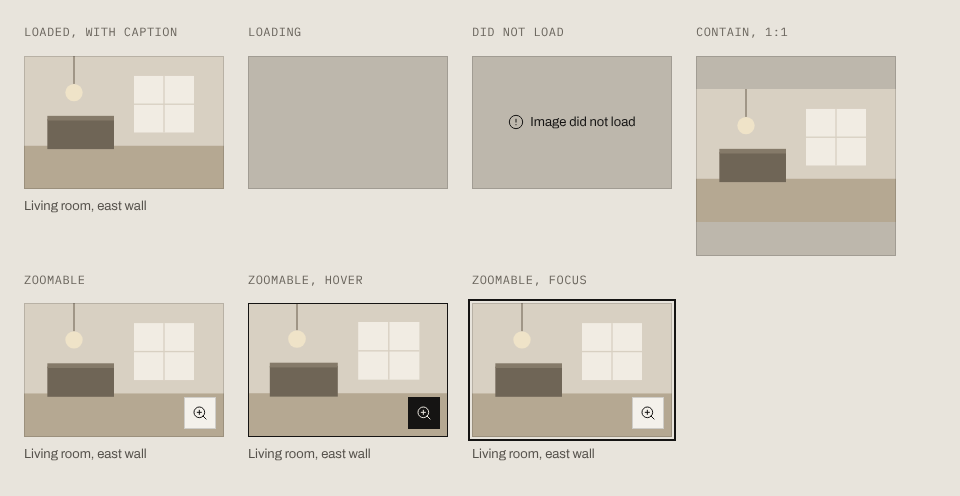 LOADED, WITH CAPTION
LOADING
DID NOT LOAD
CONTAIN, 1:1
Image did not load
Living room, east wall
ZOOMABLE
ZOOMABLE, HOVER
ZOOMABLE, FOCUS
Living room, east wall
Living room, east wall
Living room, east wall